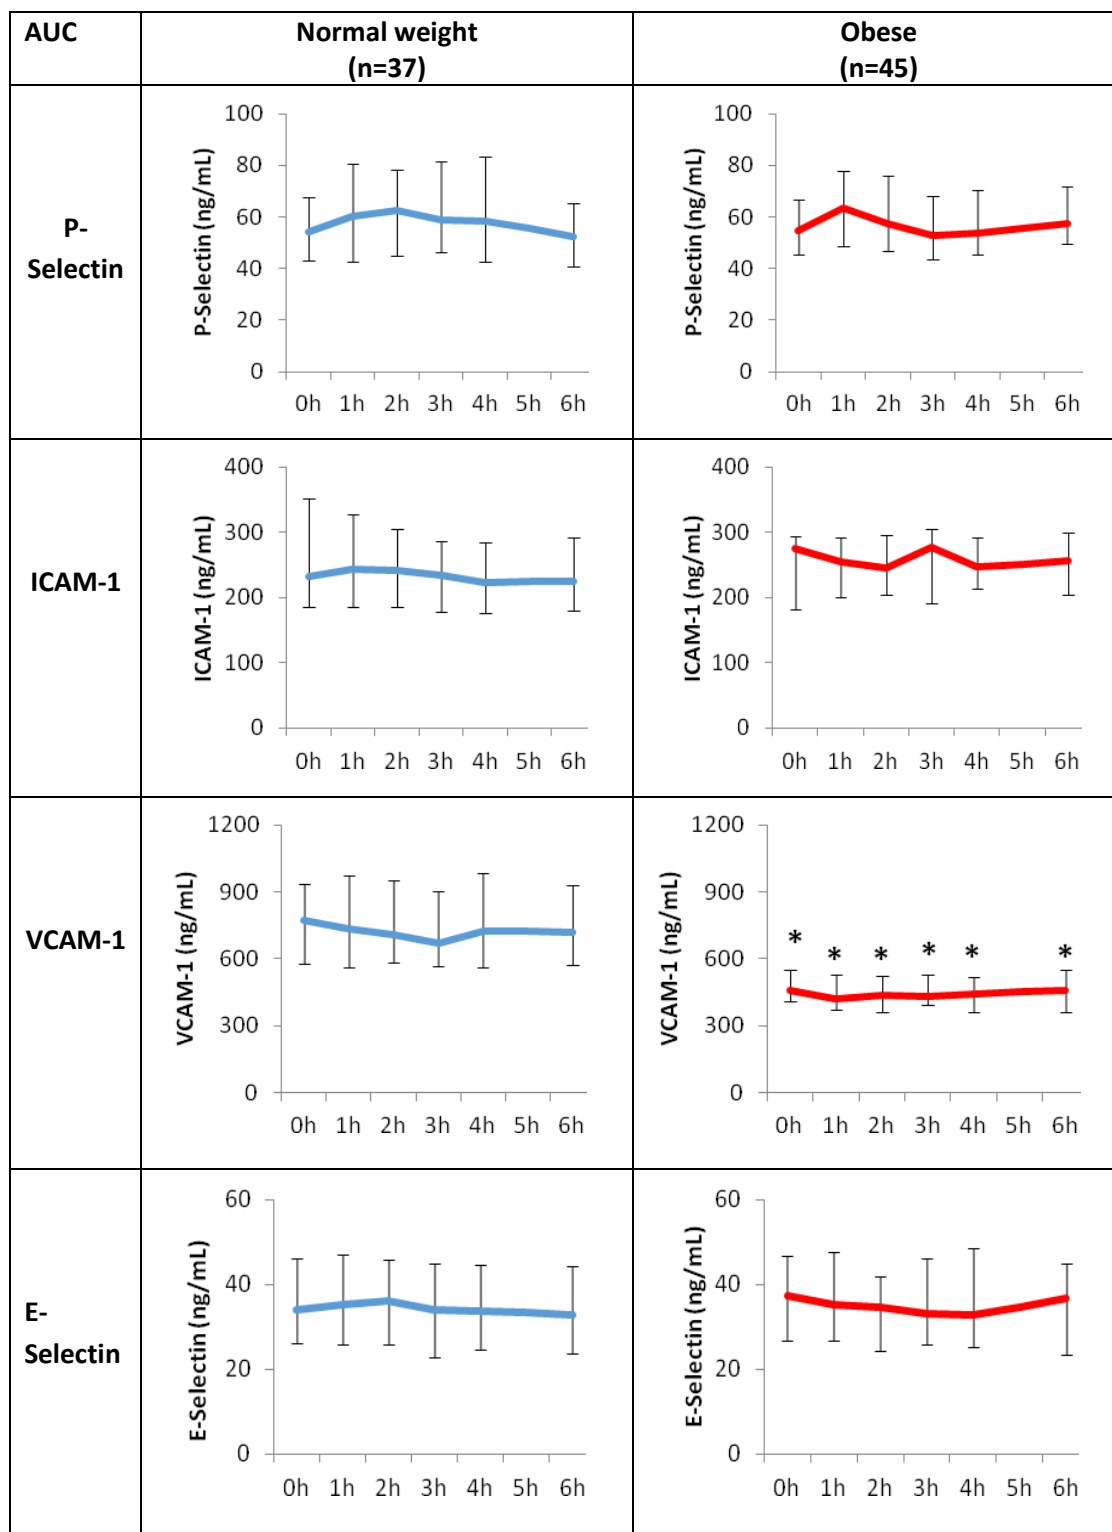 AUC
Normal weight
(n=37)
Obese
(n=45)
P-
Selectin
P-Selectin (ng/mL)
100
80
60
40
20
0
0h 1h 2h 3h 4h 5h 6h
P-Selectin (ng/mL)
100
80
60
40
20
0
0h 1h 2h 3h 4h 5h 6h
ICAM-1
ICAM-1 (ng/mL)
400
300
200
100
0
0h 1h 2h 3h 4h 5h 6h
ICAM-1 (ng/mL)
400
300
200
100
0
0h 1h 2h 3h 4h 5h 6h
VCAM-1
VCAM-1 (ng/mL)
1200
900
600
300
0
0h 1h 2h 3h 4h 5h 6h
VCAM-1 (ng/mL)
1200
900
600
300
0
* * * * * *
0h 1h 2h 3h 4h 5h 6h
E-
Selectin
E-Selectin (ng/mL)
60
40
20
0
0h 1h 2h 3h 4h 5h 6h
E-Selectin (ng/mL)
60
40
20
0
0h 1h 2h 3h 4h 5h 6h